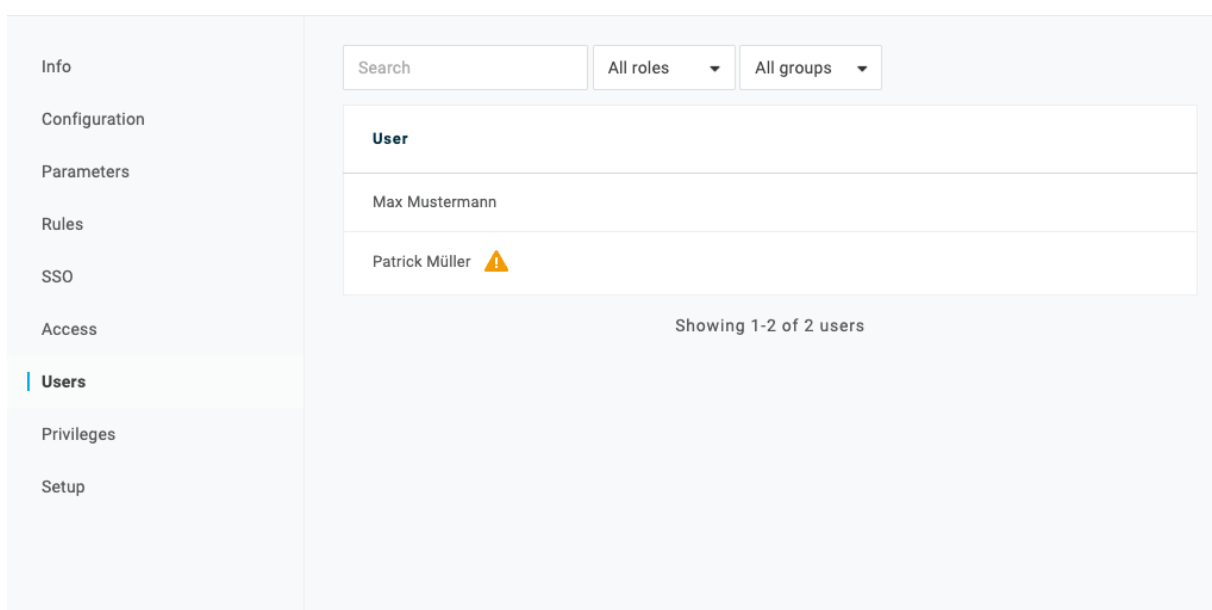 Info
Configuration
Parameters
Rules
SSO
Access
Users
Privileges
Setup
Search
All roles
All groups
User
Max Mustermann
Patrick Müller
Showing 1-2 of 2 users